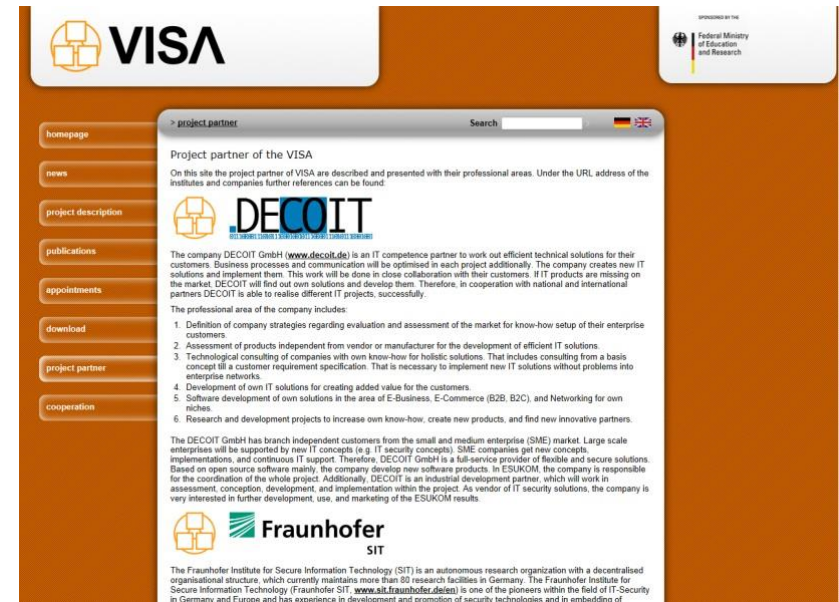 VISA
SPONSORED BY THE
Federal Ministry
of Education
and Research
> project partner
Search
homepage
news
project description
publications
appointments
download
project partner
cooperation
Project partner of the VISA
On this site the project partner of VISA are described and presented with their professional areas. Under the URL address of the
institutes and companies further references can be found:
.DECOIT
The company DECOIT GmbH (www.decoit.de) is an IT competence partner to work out efficient technical solutions for their
customers. Business processes and communication will be optimised in each project additionally. The company creates new IT
solutions and implement them. This work will be done in close collaboration with their customers. If IT products are missing on
the market, DECOIT will find out own solutions and develop them. Therefore, in cooperation with national and international
partners DECOIT is able to realise different IT projects, successfully.
The professional area of the company includes:
1. Definition of company strategies regarding evaluation and assessment of the market for know-how setup of their enterprise
customers.
2. Assessment of products independent from vendor or manufacturer for the development of efficient IT solutions.
3. Technological consulting of companies with own know-how for holistic solutions. That includes consulting from a basis
concept till a customer requirement specification. That is necessary to implement new IT solutions without problems into
enterprise networks.
4. Development of own IT solutions for creating added value for the customers.
5. Software development of own solutions in the area of E-Business, E-Commerce (B2B, B2C), and Networking for own
niches.
6. Research and development projects to increase own know-how, create new products, and find new innovative partners.
The DECOIT GmbH has branch independent customers from the small and medium enterprise (SME) market. Large scale
enterprises will be supported by new IT concepts (e.g. IT security concepts). SME companies get new concepts,
implementations, and continuous IT support. Therefore, DECOIT GmbH is a full-service provider of flexible and secure solutions.
Based on open source software mainly, the company develop new software products. In ESUKOM, the company is responsible
for the coordination of the whole project. Additionally, DECOIT is an industrial development partner, which will work in
assessment, conception, development, and implementation within the project. As vendor of IT security solutions, the company is
very interested in further development, use, and marketing of the ESUKOM results.
Fraunhofer
SIT
The Fraunhofer Institute for Secure Information Technology (SIT) is an autonomous research organization with a decentralised
organisational structure, which currently maintains more than 80 research facilities in Germany. The Fraunhofer Institute for
Secure Information Technology (Fraunhofer SIT, www.sit.fraunhofer.de/en) is one of the pioneers within the field of IT-Security
in Germany and Europe and has experience in development and promotion of security technologies and in embedding of